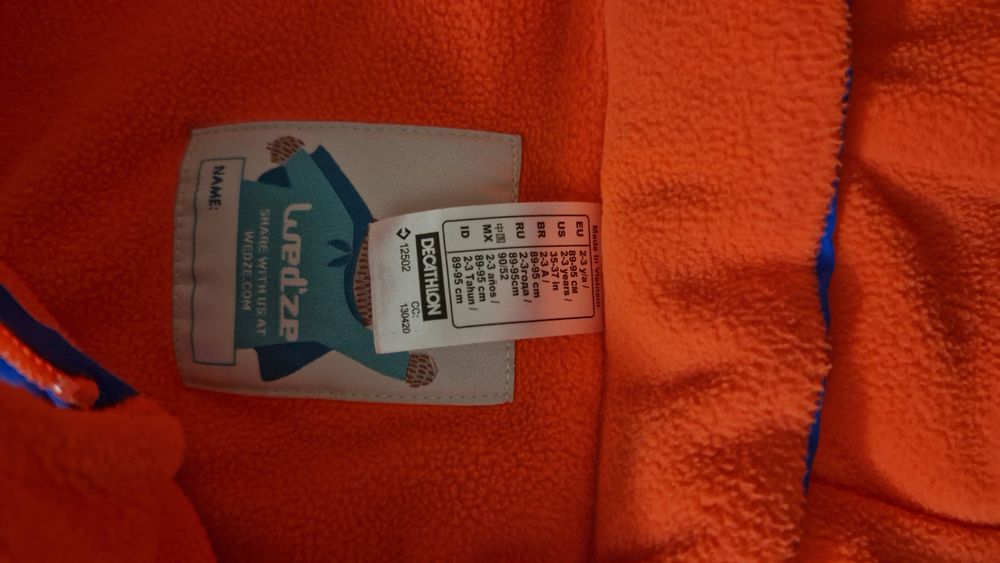 NAME:
wedze
SHARE WITH US AT
WEDZE.COM
Made in Vietnam
EU 2-3 y/a /
89-95 CM
US 2-3 years /
35-37 in
BR 2-3 A /
89-95 cm
RU 2-3года /
89-95cm
中国 90/52
MX 2-3 años /
89-95 cm
ID 2-3 Tahun /
89-95 cm
DECATHLON
12502
CC:
130420